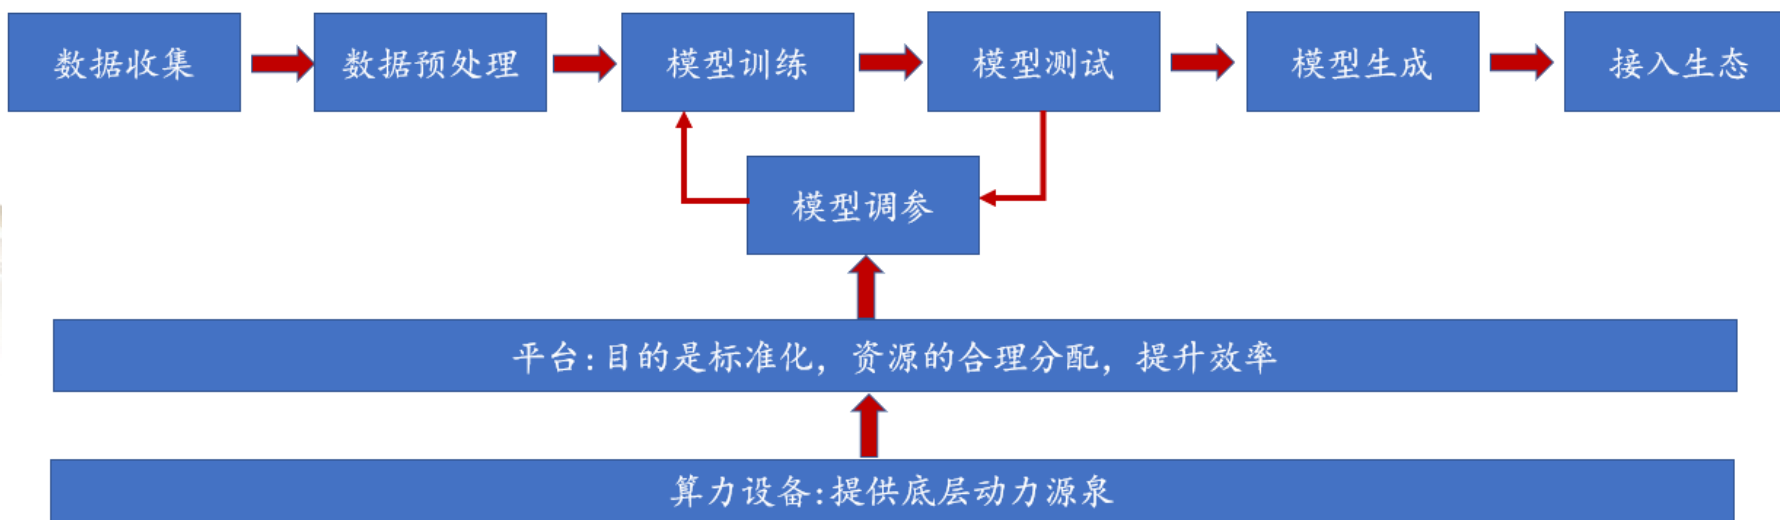 数据收集
数据预处理
模型训练
模型测试
模型生成
接入生态
模型调参
平台:目的是标准化，资源的合理分配，提升效率
算力设备:提供底层动力源泉